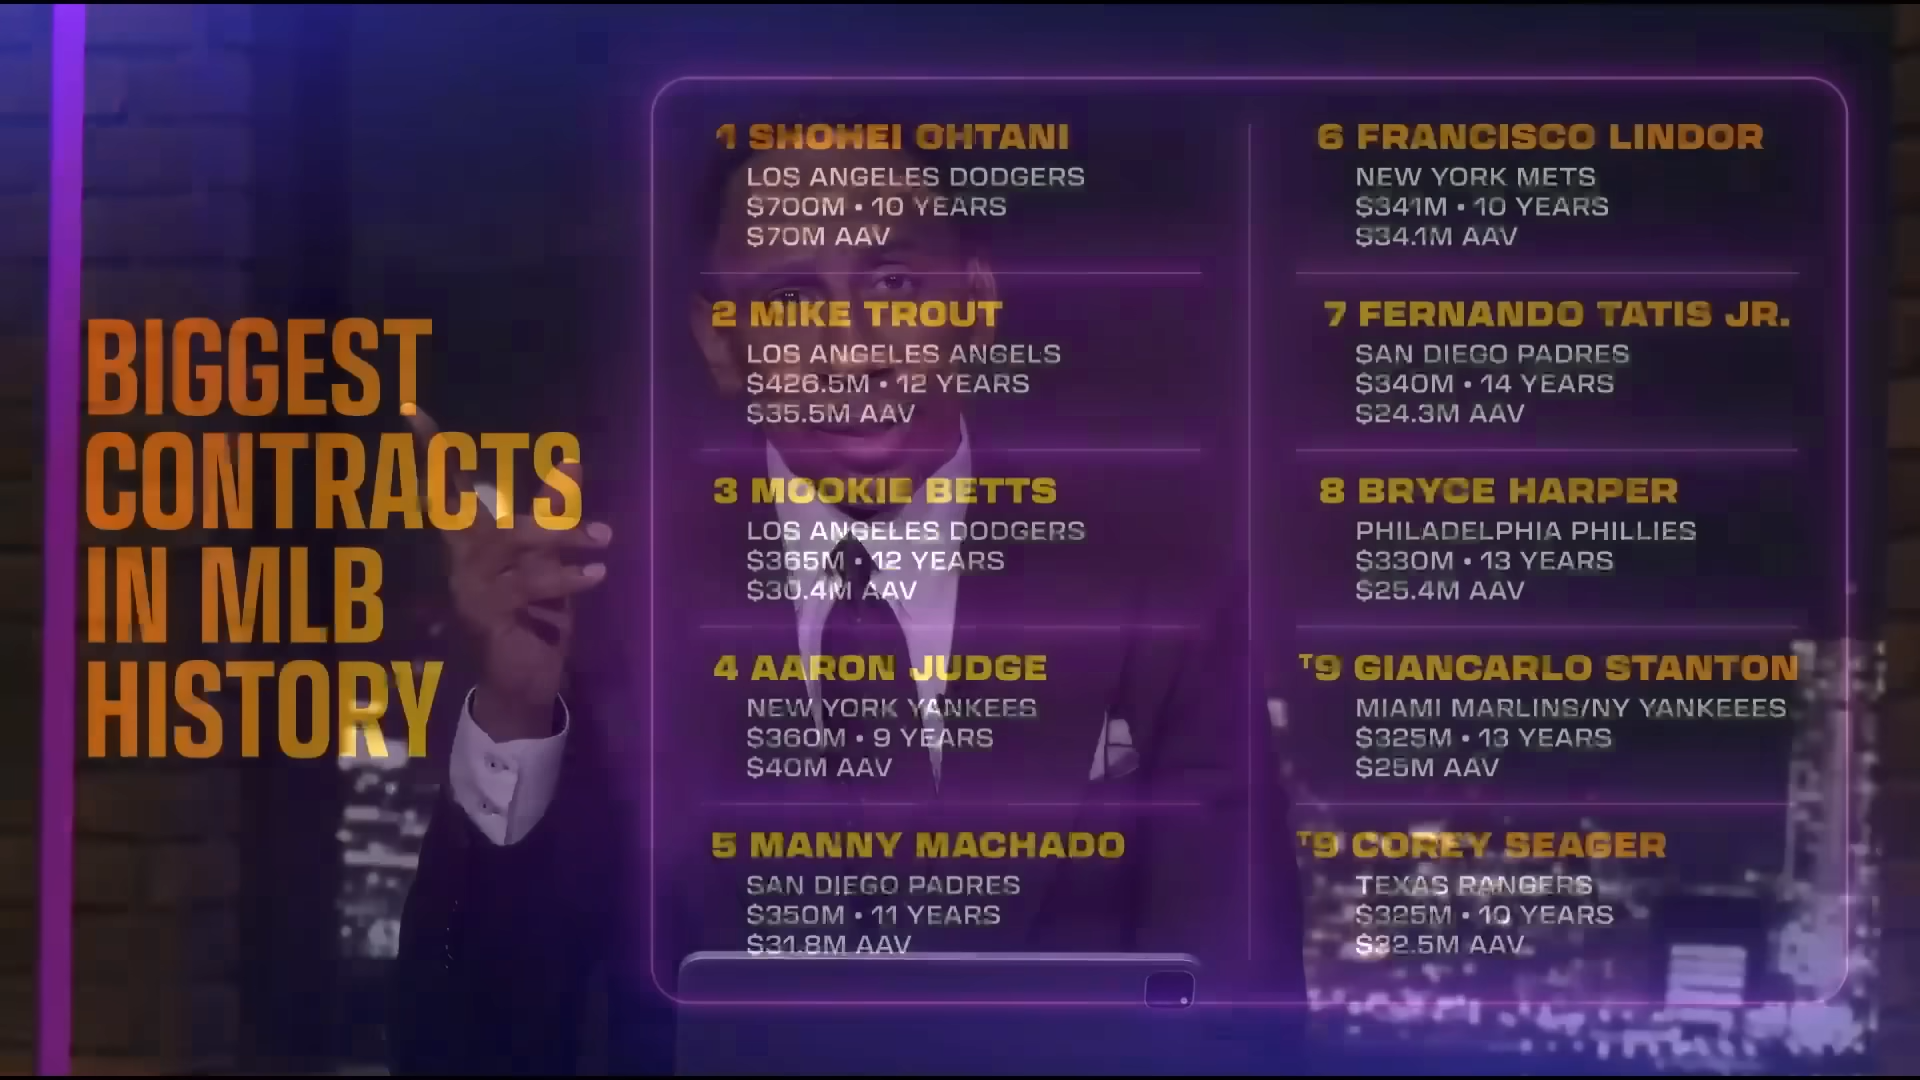 BIGGEST
CONTRACTS
IN MLB
HISTORY
1 SHOHEI OHTANI
LOS ANGELES DODGERS
$700M • 10 YEARS
$70M AAV
2 MIKE TROUT
LOS ANGELES ANGELS
$426.5M • 12 YEARS
$35.5M AAV
3 MOOKIE BETTS
LOS ANGELES DODGERS
$365M • 12 YEARS
$30.4M AAV
4 AARON JUDGE
NEW YORK YANKEES
$360M • 9 YEARS
$40M AAV
5 MANNY MACHADO
SAN DIEGO PADRES
$350M • 11 YEARS
$31.8M AAV
6 FRANCISCO LINDOR
NEW YORK METS
$341M • 10 YEARS
$34.1M AAV
7 FERNANDO TATIS JR.
SAN DIEGO PADRES
$340M • 14 YEARS
$24.3M AAV
8 BRYCE HARPER
PHILADELPHIA PHILLIES
$330M • 13 YEARS
$25.4M AAV
T9 GIANCARLO STANTON
MIAMI MARLINS/NY YANKEEES
$325M • 13 YEARS
$25M AAV
T9 COREY SEAGER
TEXAS RANGERS
$325M • 10 YEARS
$32.5M AAV